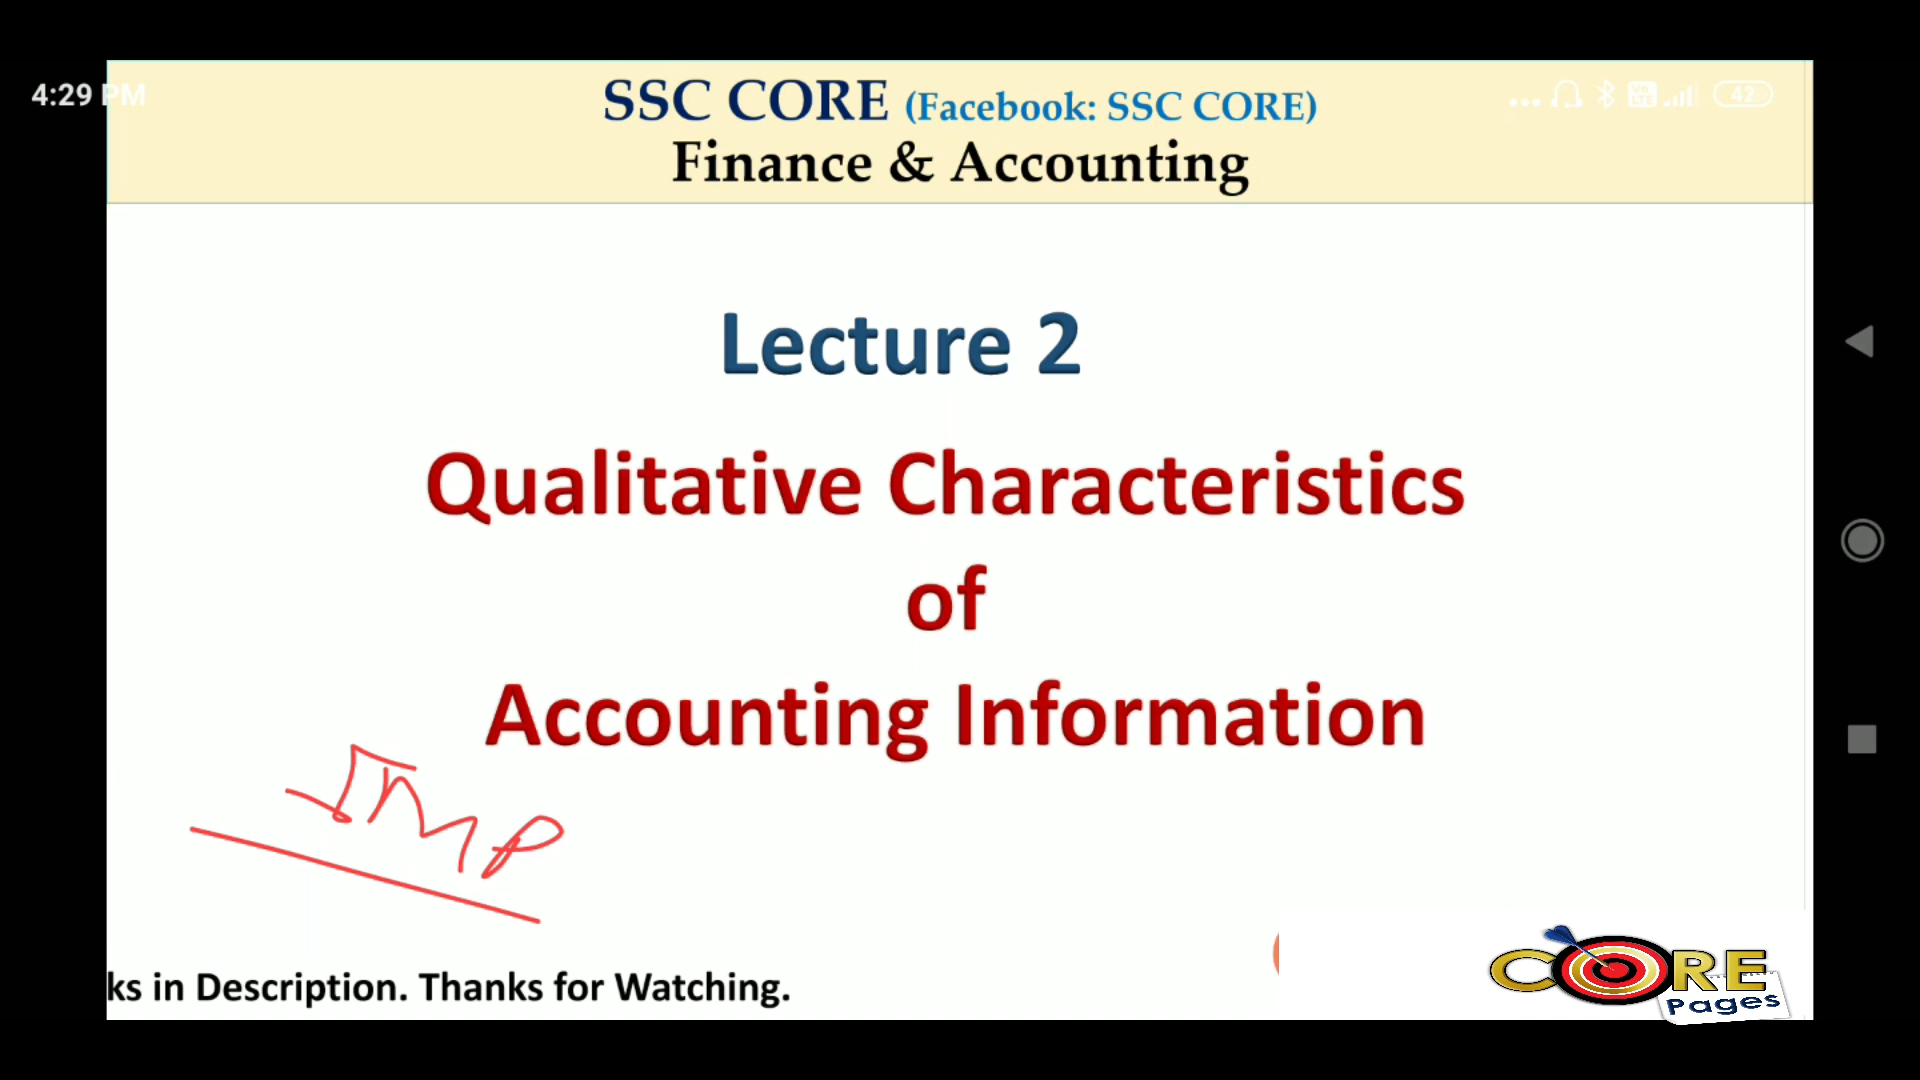 4:29 PM
42
SSC CORE (Facebook: SSC CORE)
Finance & Accounting
Lecture 2
Qualitative Characteristics
of
Accounting Information
IMP
ks in Description. Thanks for Watching.
CORE
Pages